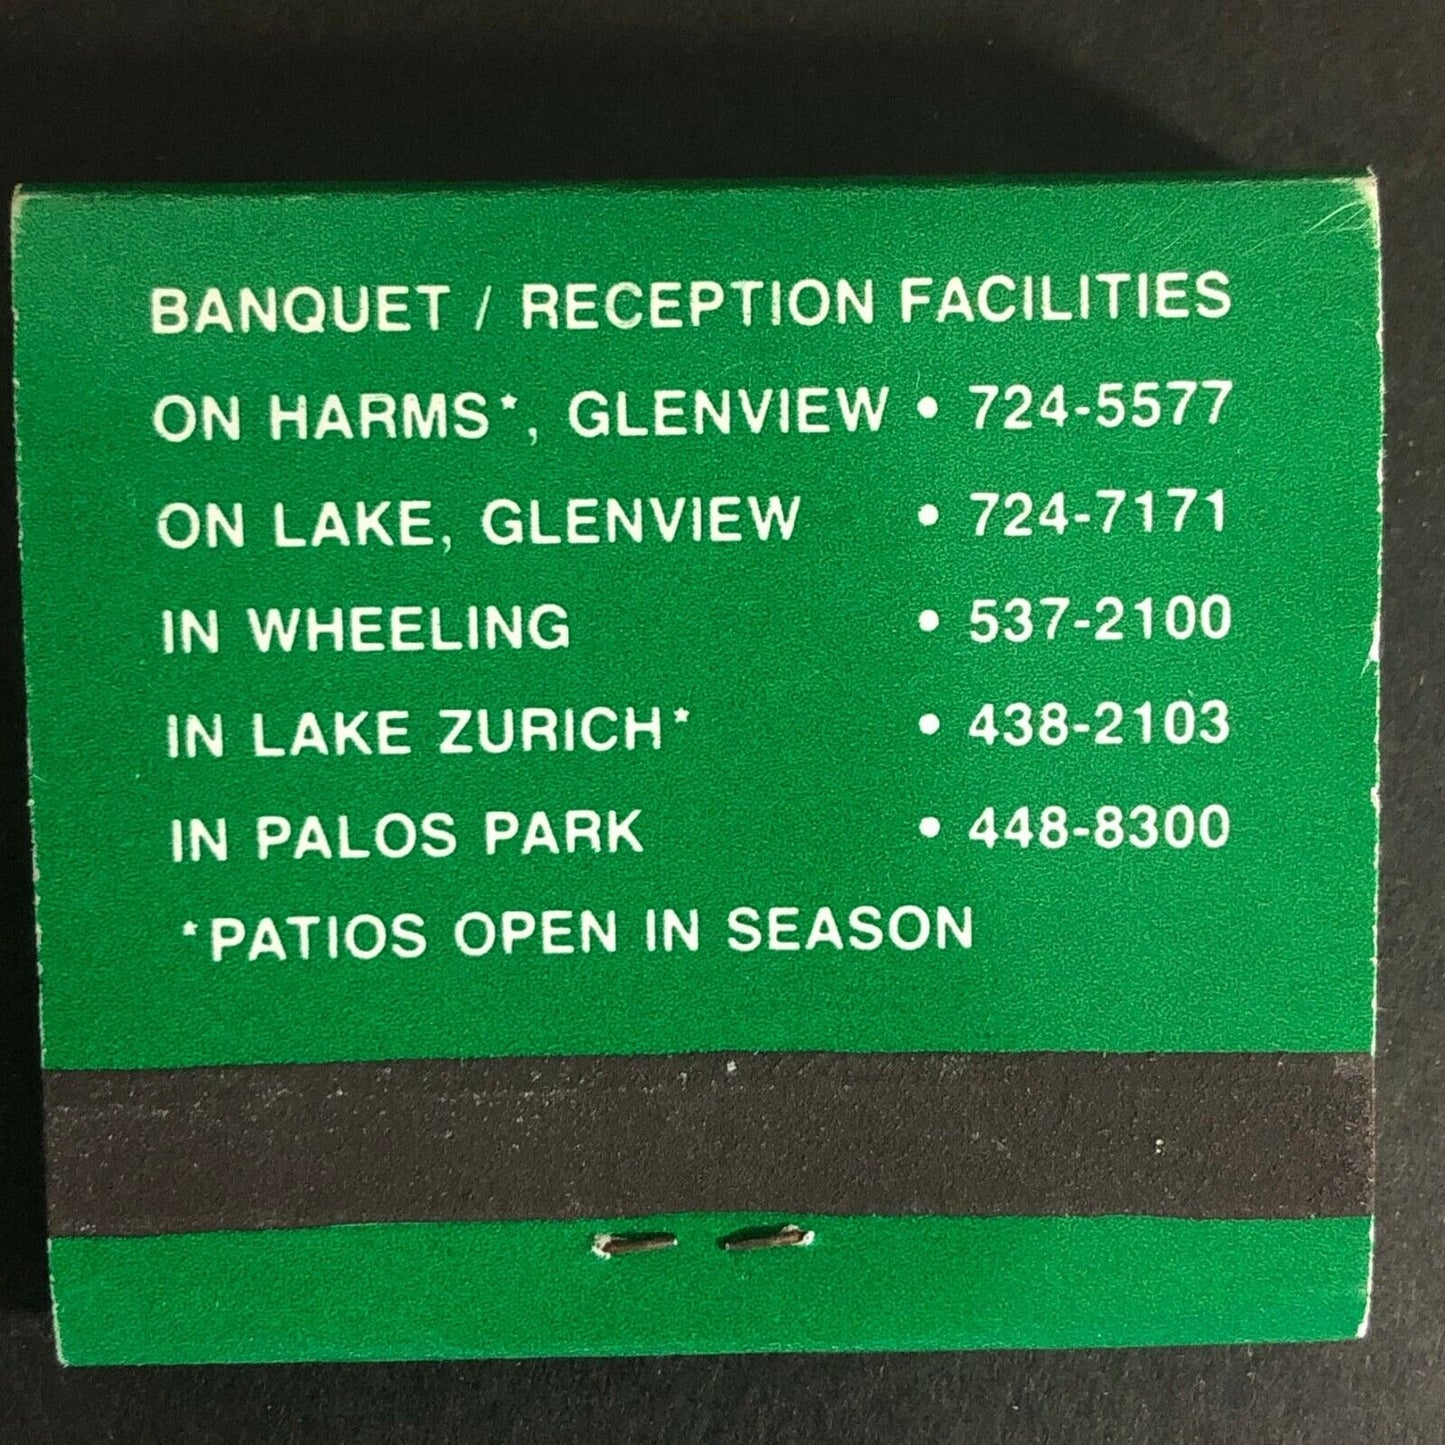 BANQUET / RECEPTION FACILITIES
ON HARMS*, GLENVIEW • 724-5577
ON LAKE, GLENVIEW • 724-7171
IN WHEELING • 537-2100
IN LAKE ZURICH* • 438-2103
IN PALOS PARK • 448-8300
*PATIOS OPEN IN SEASON